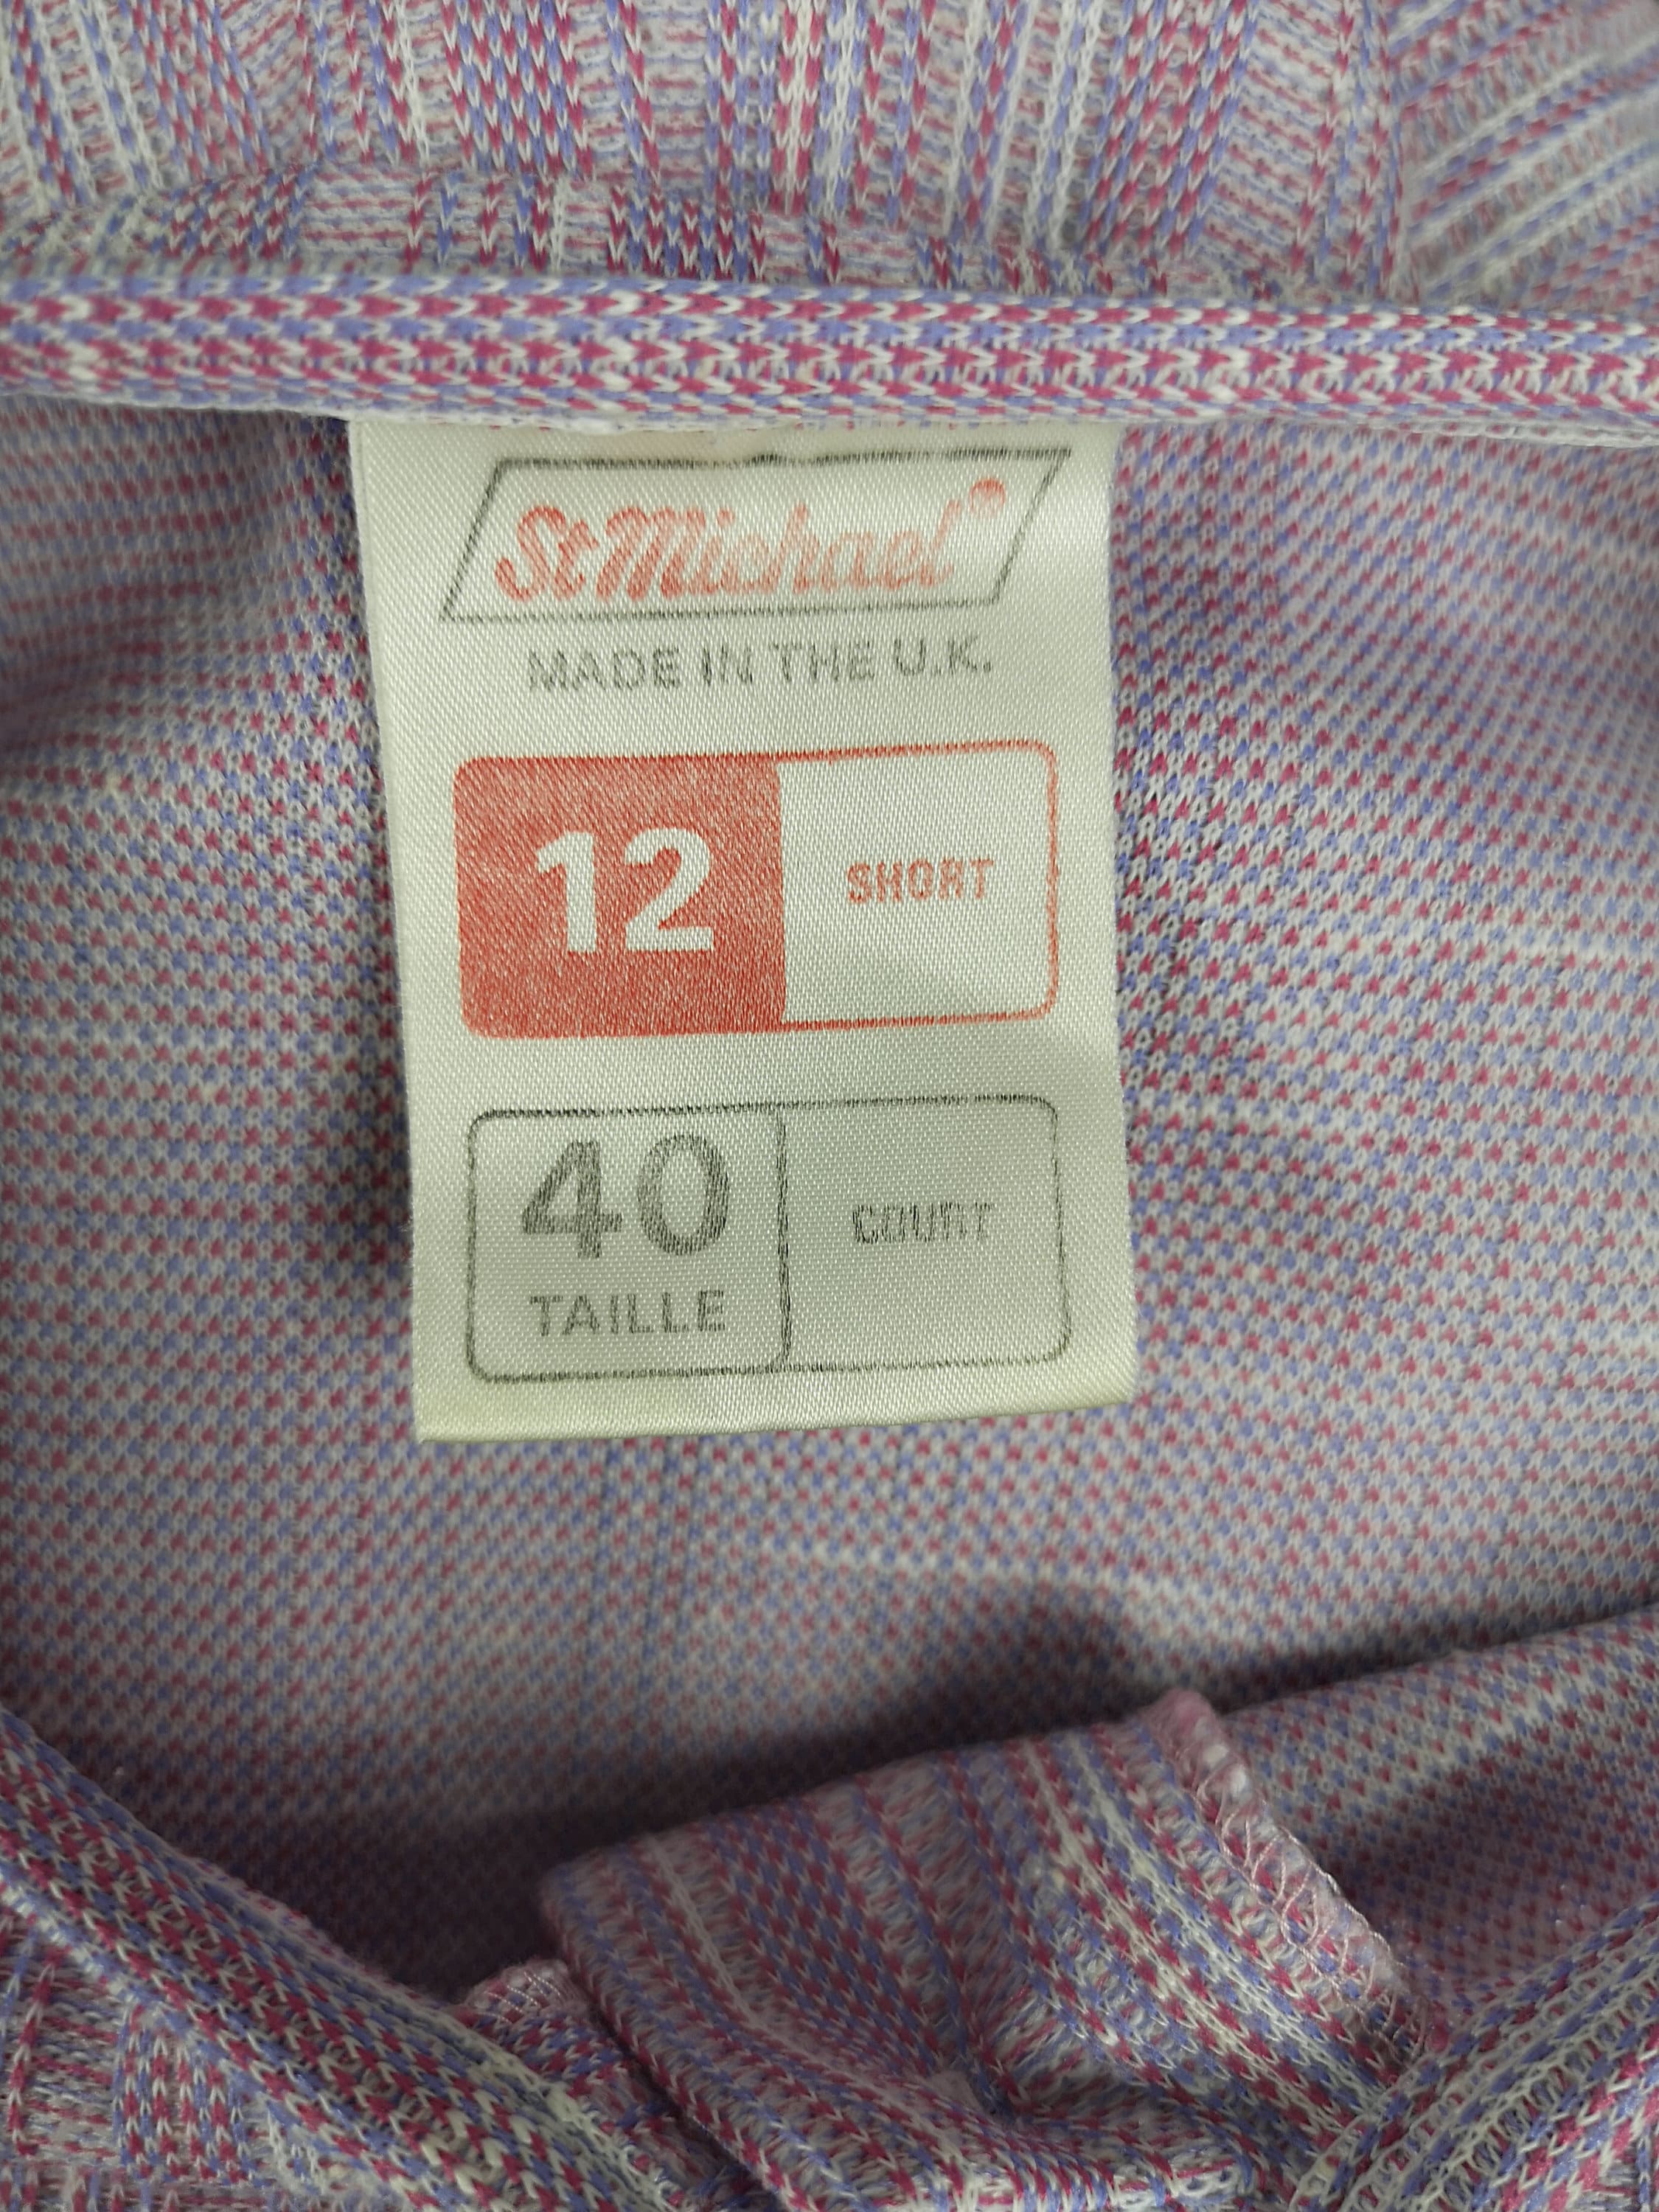 St Michael®
MADE IN THE U.K.
12 SHORT
40 COURT
TAILLE